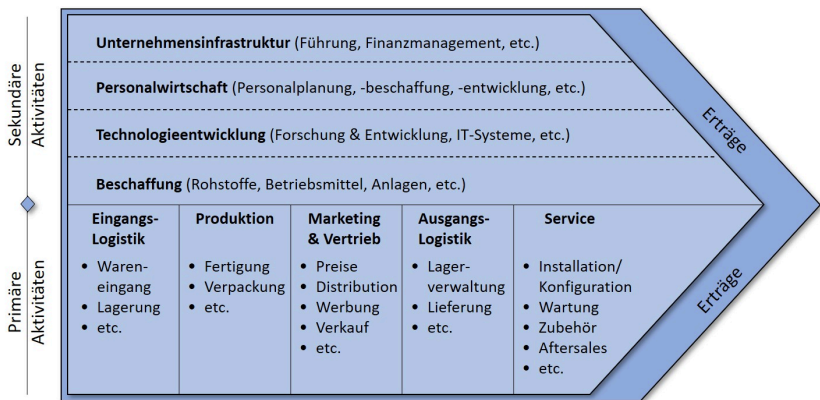 Sekundäre
Aktivitäten
Unternehmensinfrastruktur (Führung, Finanzmanagement, etc.)
Personalwirtschaft (Personalplanung, -beschaffung, -entwicklung, etc.)
Technologieentwicklung (Forschung & Entwicklung, IT-Systeme, etc.)
Beschaffung (Rohstoffe, Betriebsmittel, Anlagen, etc.)
Erträge
Primäre
Aktivitäten
Eingangs-
Logistik
• Waren-
eingang
• Lagerung
• etc.
Produktion
• Fertigung
• Verpackung
• etc.
Marketing
& Vertrieb
• Preise
• Distribution
• Werbung
• Verkauf
• etc.
Ausgangs-
Logistik
• Lager-
verwaltung
• Lieferung
• etc.
Service
• Installation/
Konfiguration
• Wartung
• Zubehör
• Aftersales
• etc.
Erträge